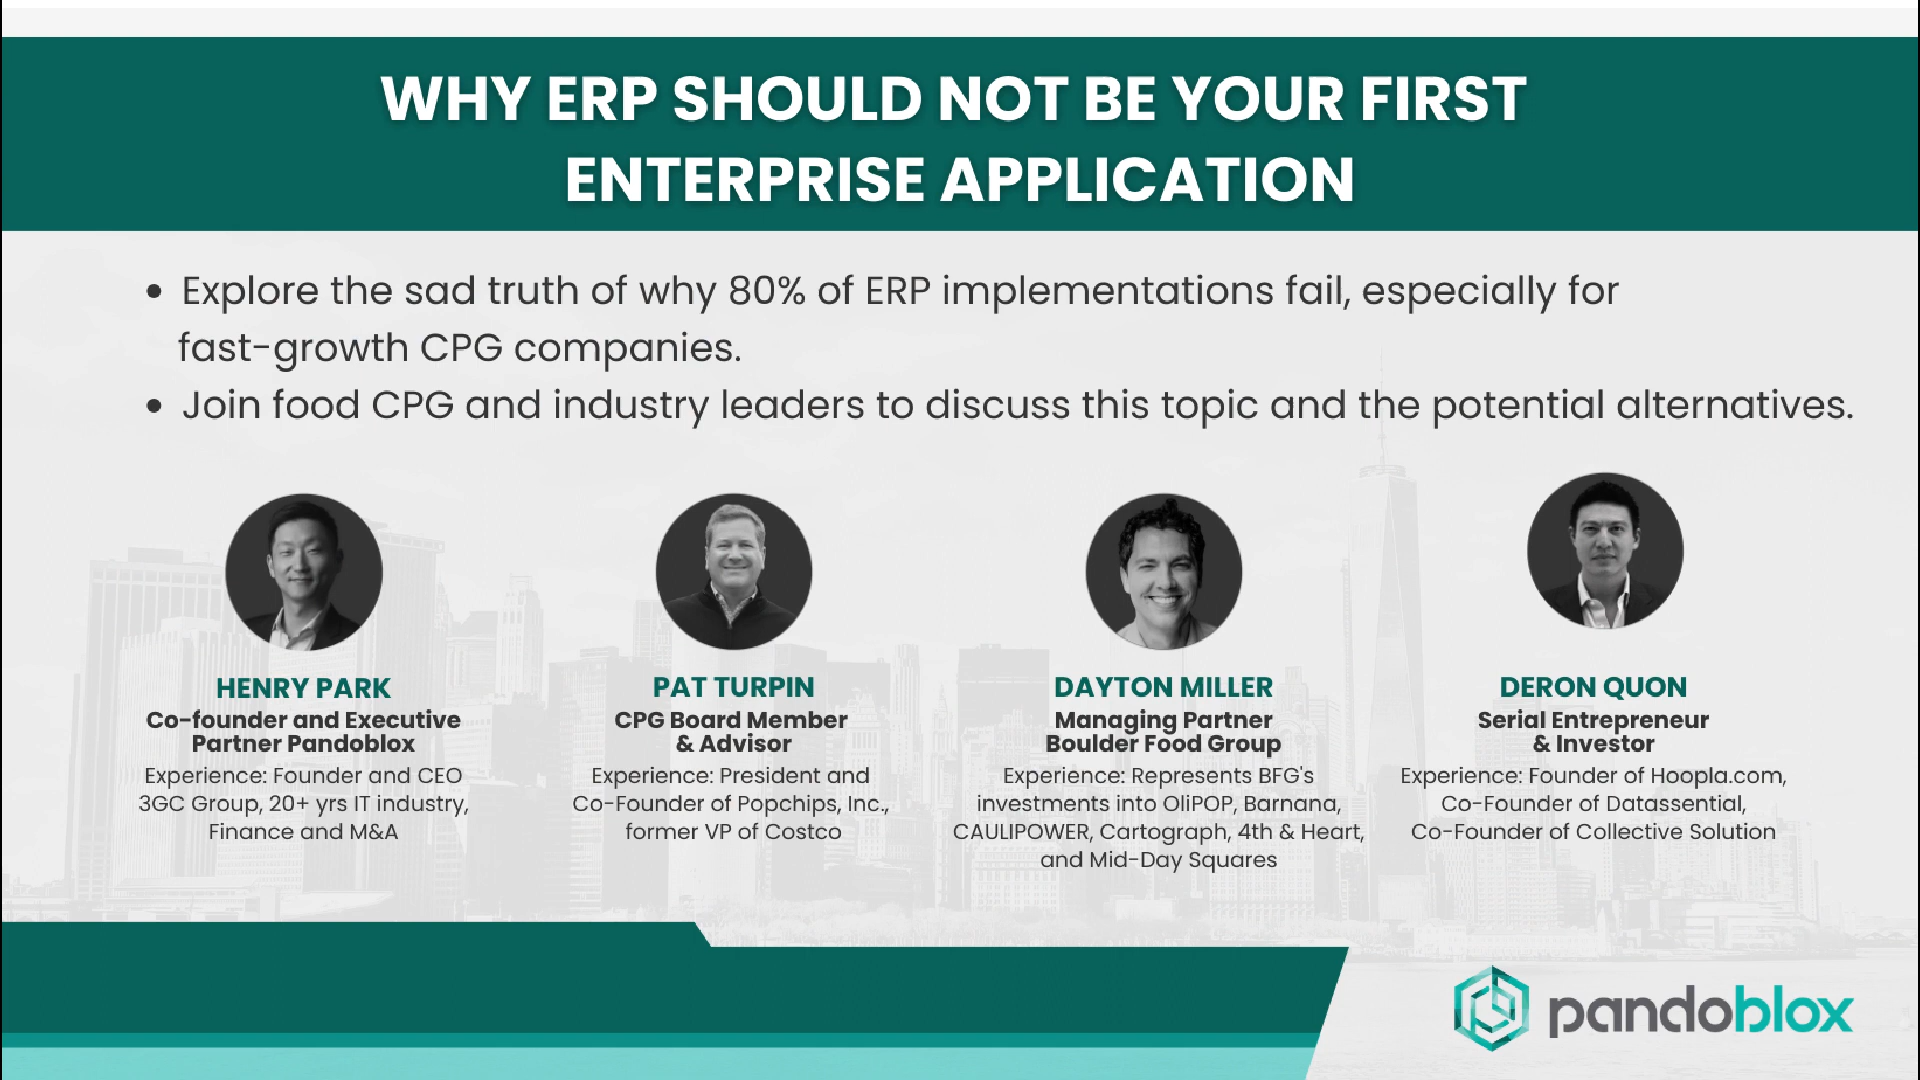 WHY ERP SHOULD NOT BE YOUR FIRST
ENTERPRISE APPLICATION
• Explore the sad truth of why 80% of ERP implementations fail, especially for
fast-growth CPG companies.
• Join food CPG and industry leaders to discuss this topic and the potential alternatives.
HENRY PARK
Co-founder and Executive
Partner Pandoblox
Experience: Founder and CEO
3GC Group, 20+ yrs IT industry,
Finance and M&A
PAT TURPIN
CPG Board Member
& Advisor
Experience: President and
Co-Founder of Popchips, Inc.,
former VP of Costco
DAYTON MILLER
Managing Partner
Boulder Food Group
Experience: Represents BFG's
investments into OliPOP, Barnana,
CAULIPOWER, Cartograph, 4th & Heart,
and Mid-Day Squares
DERON QUON
Serial Entrepreneur
& Investor
Experience: Founder of Hoopla.com,
Co-Founder of Datassential,
Co-Founder of Collective Solution
pandoblox